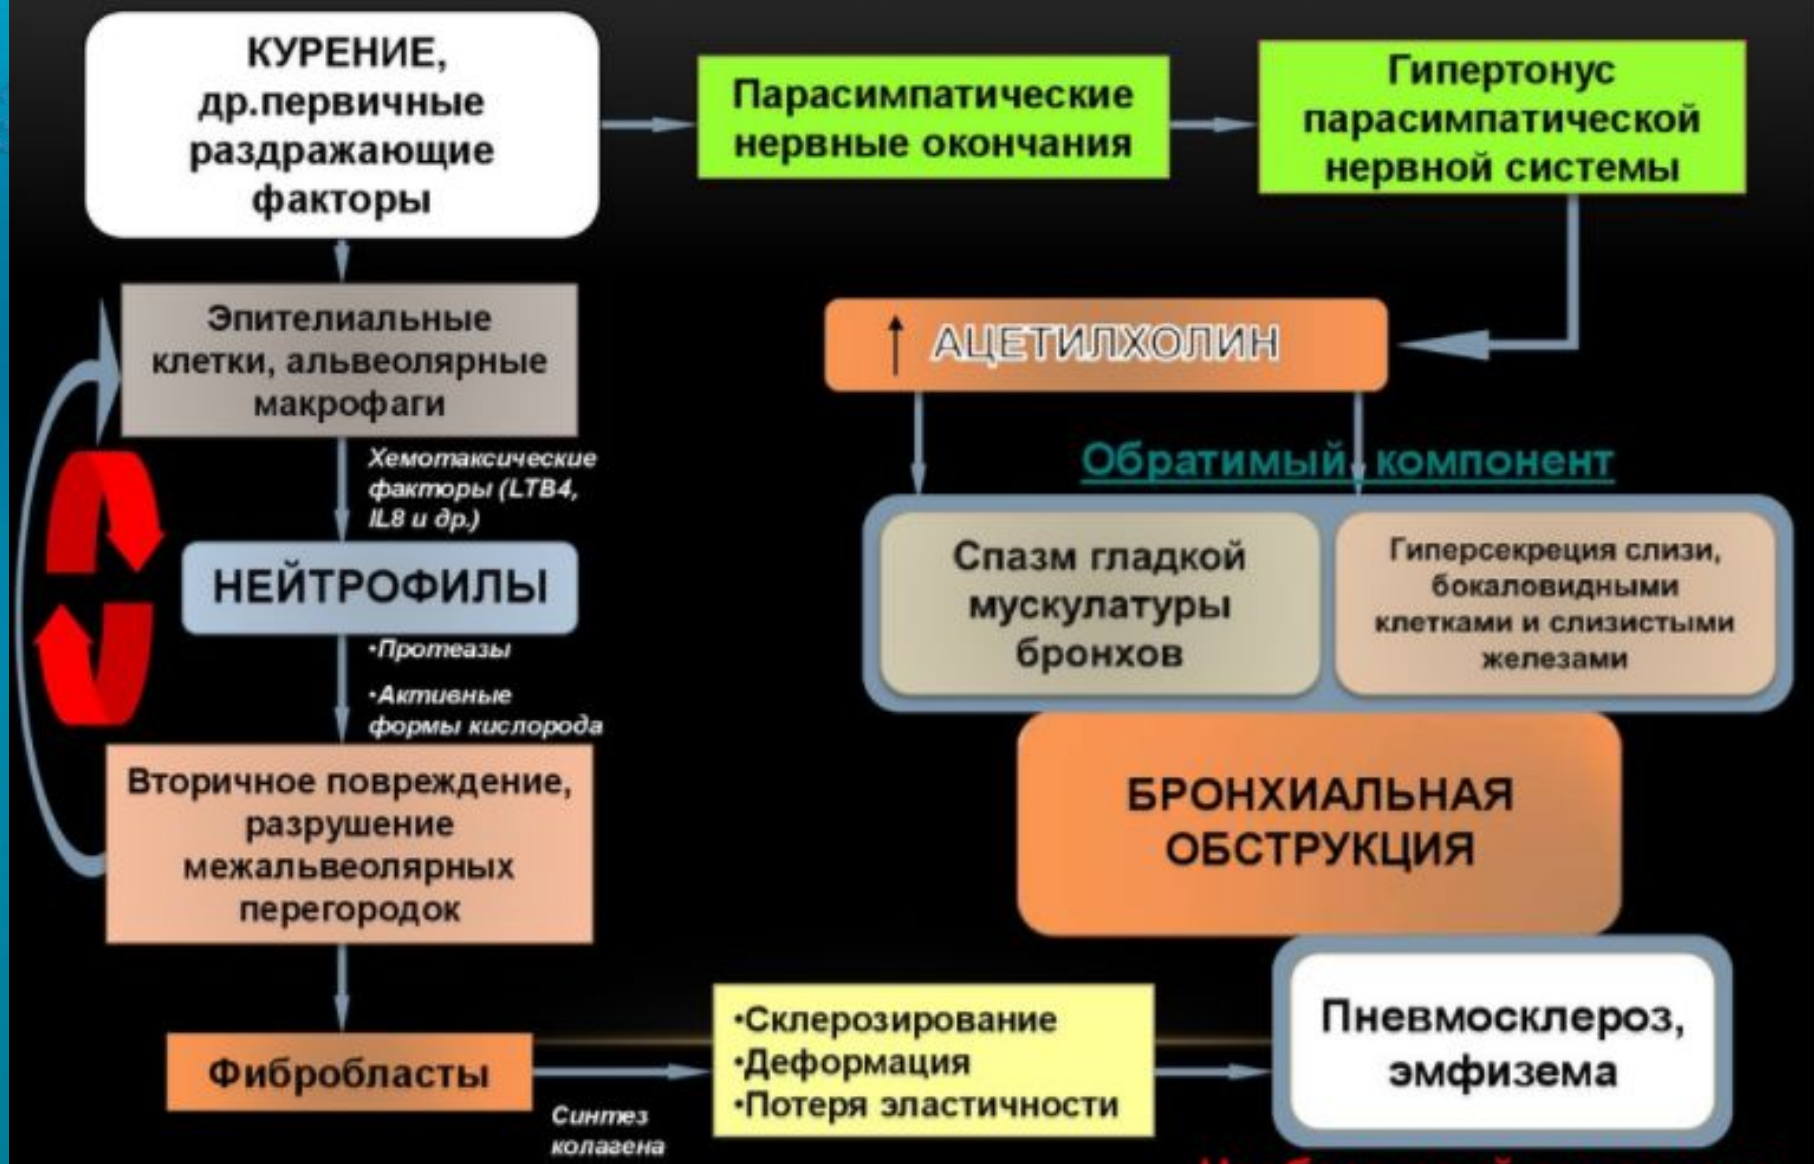 КУРЕНИЕ,
др.первичные
раздражающие
факторы
Парасимпатические
нервные окончания
Гипертонус
парасимпатической
нервной системы
Эпителиальные
клетки, альвеолярные
макрофаги
↑ АЦЕТИЛХОЛИН
Хемотаксические
факторы (LTB4,
IL8 и др.)
Обратимый компонент
НЕЙТРОФИЛЫ
Спазм гладкой
мускулатуры
бронхов
Гиперсекреция слизи,
бокаловидными
клетками и слизистыми
железами
•Протеазы
•Активные
формы кислорода
Вторичное повреждение,
разрушение
межальвеолярных
перегородок
БРОНХИАЛЬНАЯ
ОБСТРУКЦИЯ
Фибробласты
Синтез
колагена
•Склерозирование
•Деформация
•Потеря эластичности
Пневмосклероз,
эмфизема